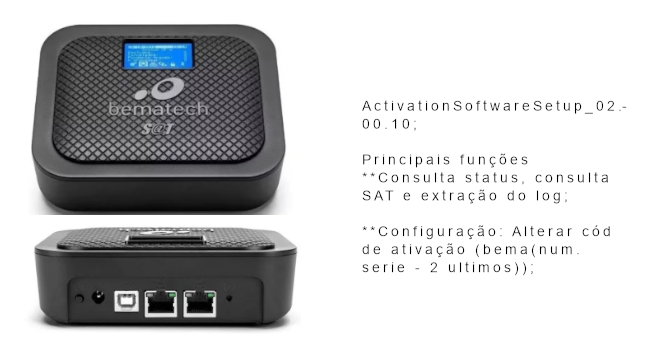 bematech
S@T
ActivationSoftwareSetup_02.-
00.10;
Principais funções
**Consulta status, consulta
SAT e extração do log;
**Configuração: Alterar cód
de ativação (bema(num.
serie - 2 ultimos));